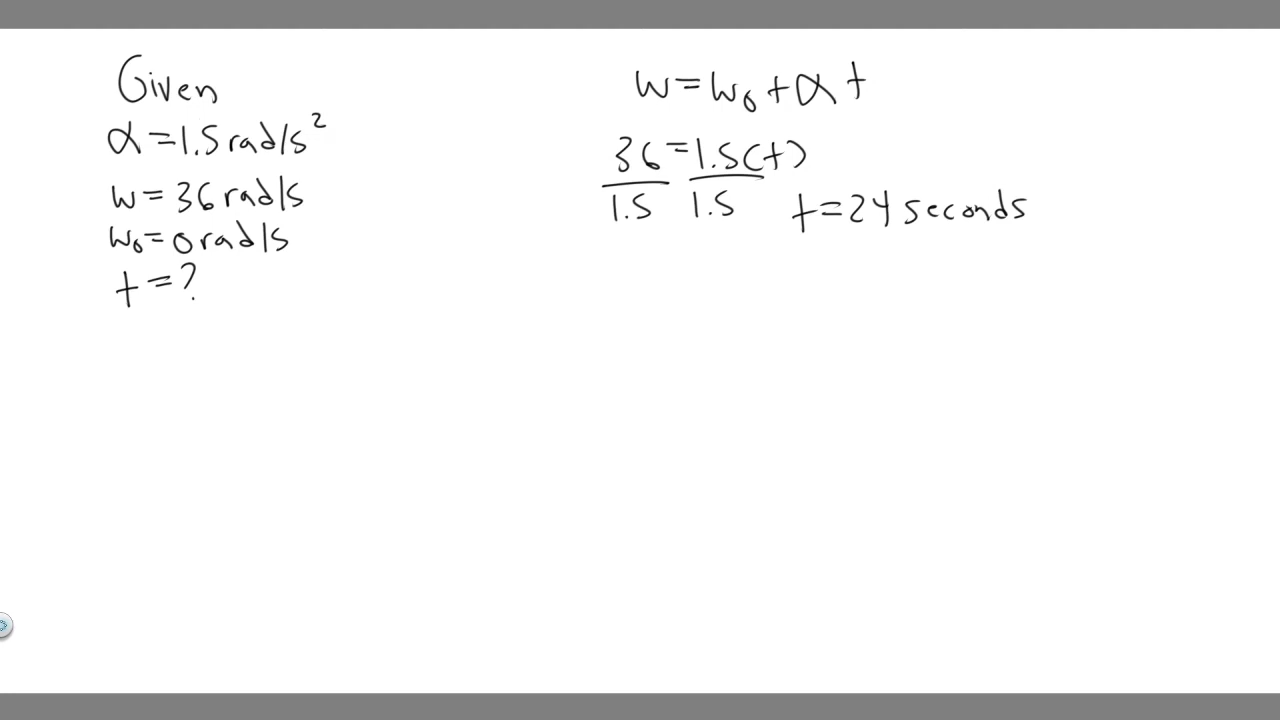 Given
α = 1.5 rad/s²
w = 36 rad/s
w₀ = 0 rad/s
t = ?
w = w₀ + α t
36 = 1.5(t)
1.5 1.5
t = 24 seconds